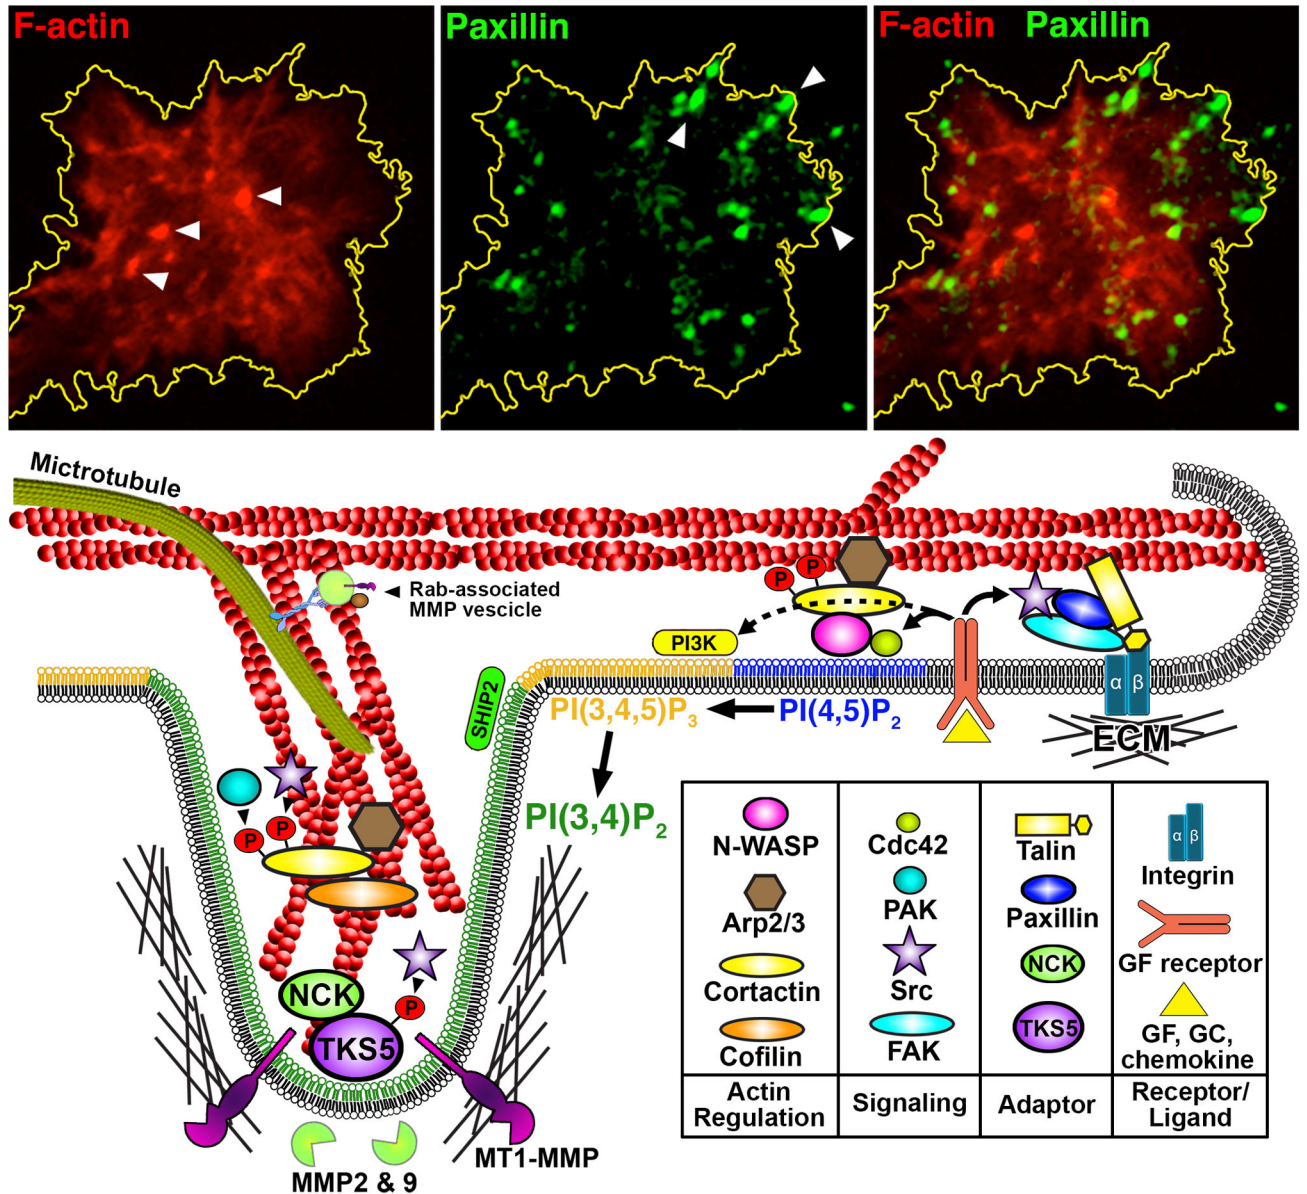 F-actin
Paxillin
F-actin Paxillin
Mictrotubule
Rab-associated
MMP vescicle
P
P
PI3K
SHIP2
PI(3,4,5)P3
PI(4,5)P2
α β
ECM
PI(3,4)P2
P
P
NCK
P
TKS5
MT1-MMP
MMP2 & 9
N-WASP
Arp2/3
Cortactin
Cofilin
Actin
Regulation
Cdc42
PAK
Src
FAK
Signaling
Talin
Paxillin
NCK
TKS5
Adaptor
α β
Integrin
GF receptor
GF, GC,
chemokine
Receptor/
Ligand